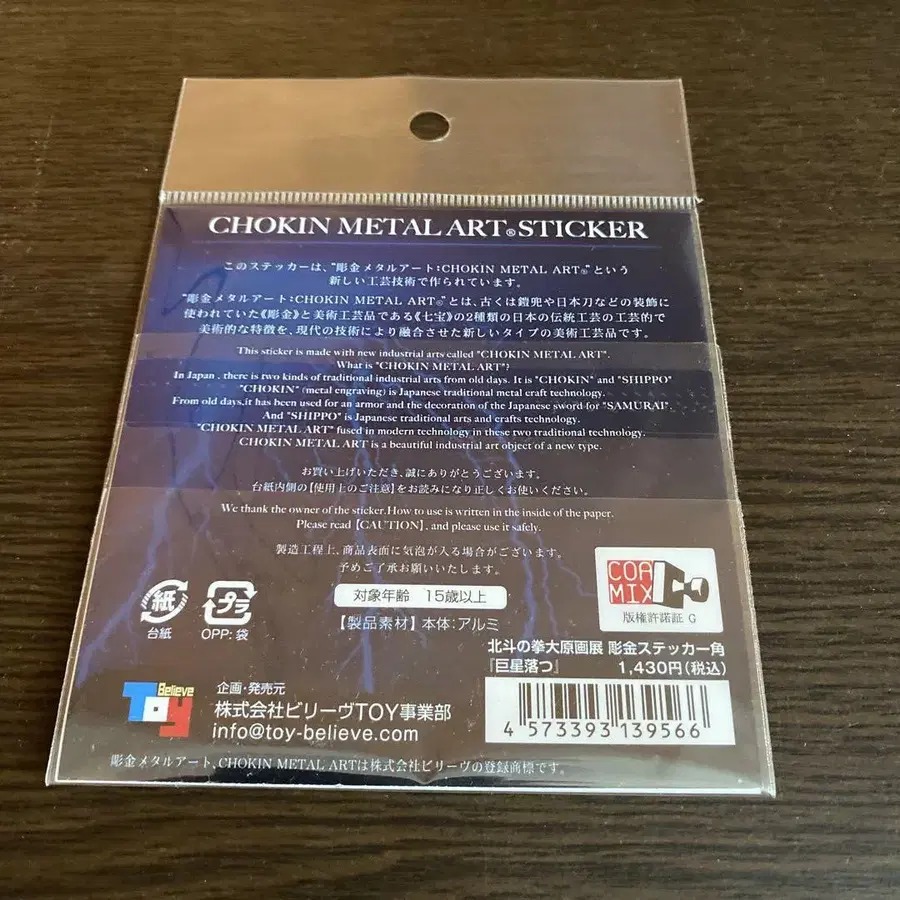 CHOKIN METAL ART® STICKER
このステッカーは、"彫金メタルアート:CHOKIN METAL ART®"という
新しい工芸技術で作られています。
"彫金メタルアート:CHOKIN METAL ART®"とは、古くは鎧兜や日本刀などの装飾に
使われていた《彫金》と美術工芸品である《七宝》の2種類の日本の伝統工芸の工芸的で
美術的な特徴を、現代の技術により融合させた新しいタイプの美術工芸品です。
This sticker is made with new industrial arts called "CHOKIN METAL ART".
What is "CHOKIN METAL ART"?
In Japan , there is two kinds of traditional industrial arts from old days. It is "CHOKIN" and "SHIPPO"
"CHOKIN" (metal engraving) is Japanese traditional metal craft technology.
From old days,it has been used for an armor and the decoration of the Japanese sword for "SAMURAI".
And "SHIPPO" is Japanese traditional arts and crafts technology.
"CHOKIN METAL ART" fused in modern technology in these two traditional technology.
CHOKIN METAL ART is a beautiful industrial art object of a new type.
お買い上げいただき、誠にありがとうございます。
台紙内側の【使用上のご注意】をお読みになり正しくお使いください。
We thank the owner of the sticker.How to use is written in the inside of the paper.
Please read【CAUTION】, and please use it safely.
製造工程上、商品表面に気泡が入る場合がございます。
予めご了承お願いいたします。
紙
台紙
プラ
OPP: 袋
対象年齢 15歳以上
【製品素材】本体:アルミ
COA
MIX
版権許諾証 G
北斗の拳大原画展 彫金ステッカー角
『巨星落つ』 1,430円(税込)
Believe
TOY
企画・発売元
株式会社ビリーヴTOY事業部
info@toy-believe.com
4 573393 139566
彫金メタルアート、CHOKIN METAL ARTは株式会社ビリーヴの登録商標です。